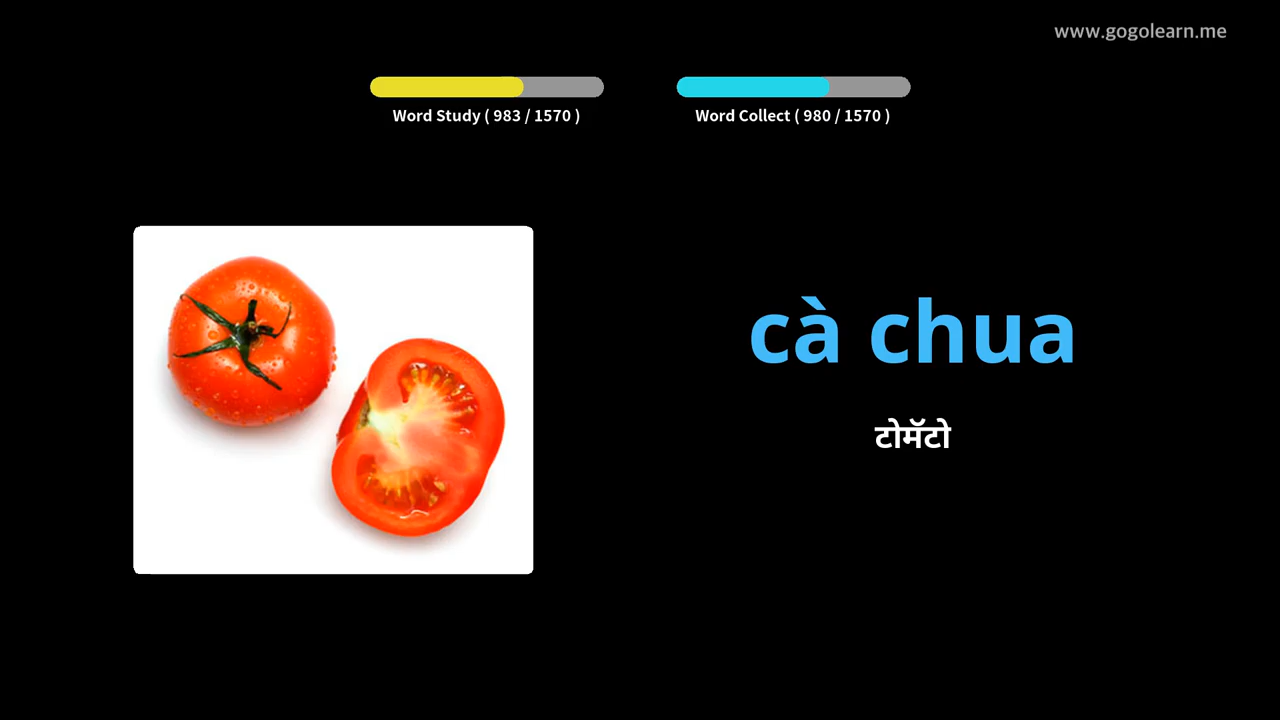 www.gogolearn.me
Word Study ( 983 / 1570 )
Word Collect ( 980 / 1570 )
cà chua
टोमॅटो